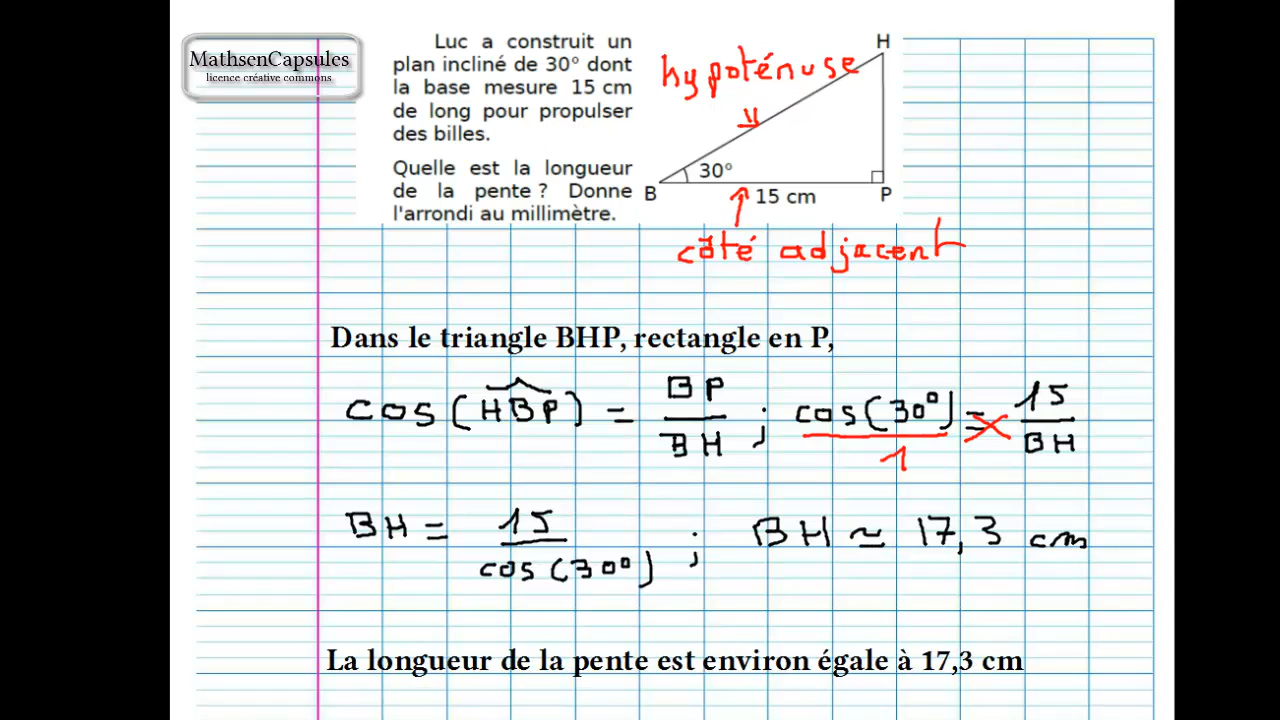 MathsenCapsules
licence créative commons
Luc a construit un
plan incliné de 30° dont
la base mesure 15 cm
de long pour propulser
des billes.
Quelle est la longueur
de la pente ? Donne
l'arrondi au millimètre.
hypoténuse
H
30°
B
15 cm
P
côté adjacent
Dans le triangle BHP, rectangle en P,
cos(HBP) = BP/BH ; cos(30°) = 15/BH
1
BH = 15/cos(30°) ; BH ≃ 17,3 cm
La longueur de la pente est environ égale à 17,3 cm